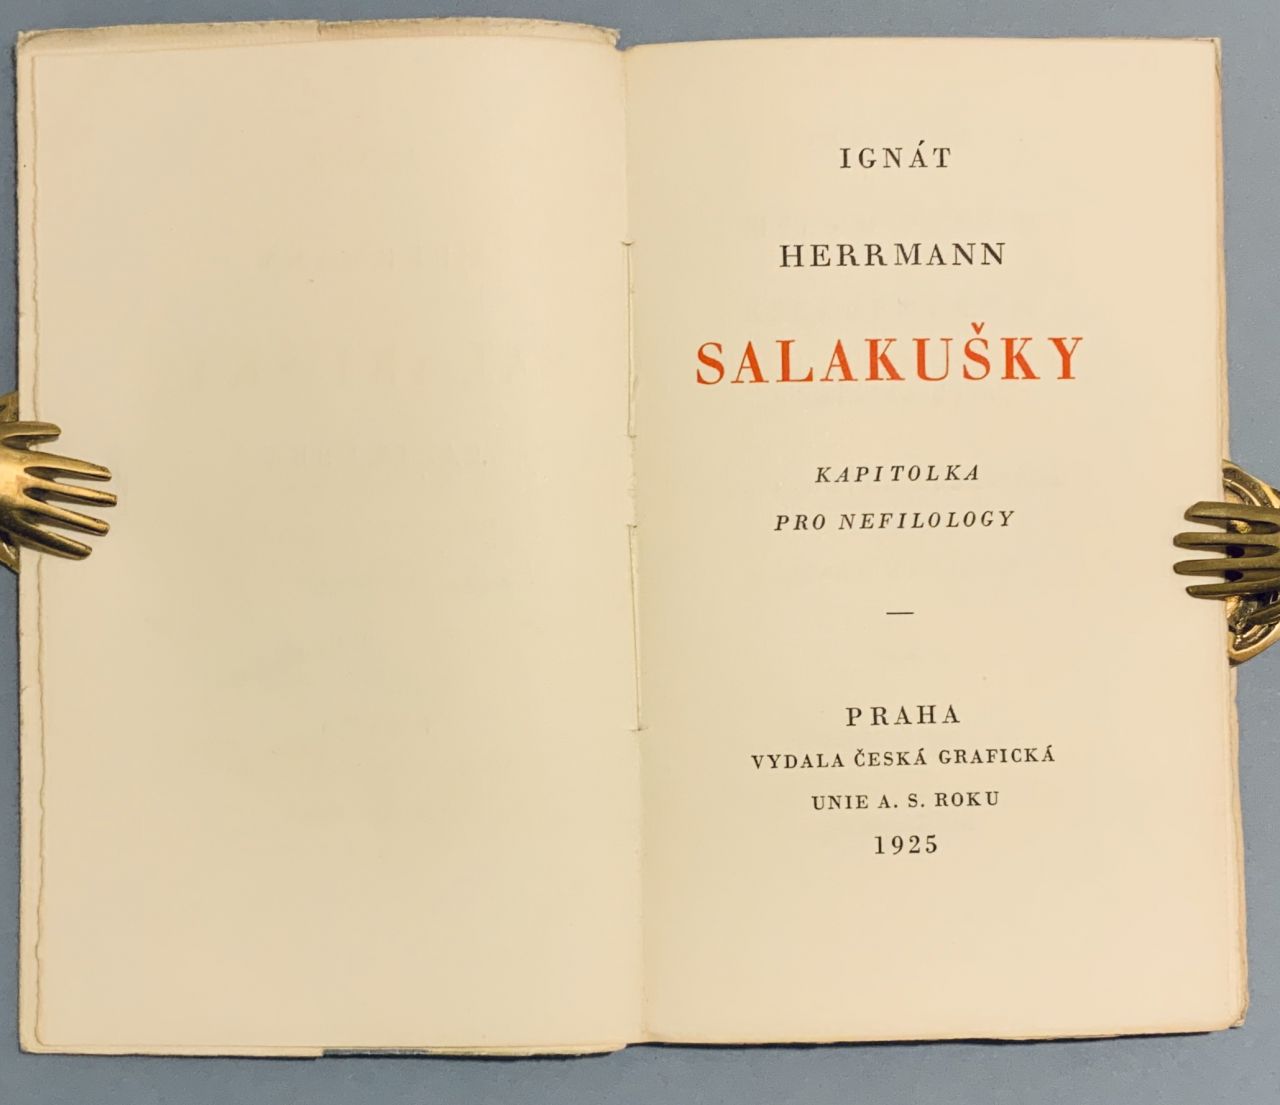 IGNÁT
HERRMANN
SALAKUŠKY
KAPITOLKA
PRO NEFILOLOGY
—
PRAHA
VYDALA ČESKÁ GRAFICKÁ
UNIE A. S. ROKU
1925